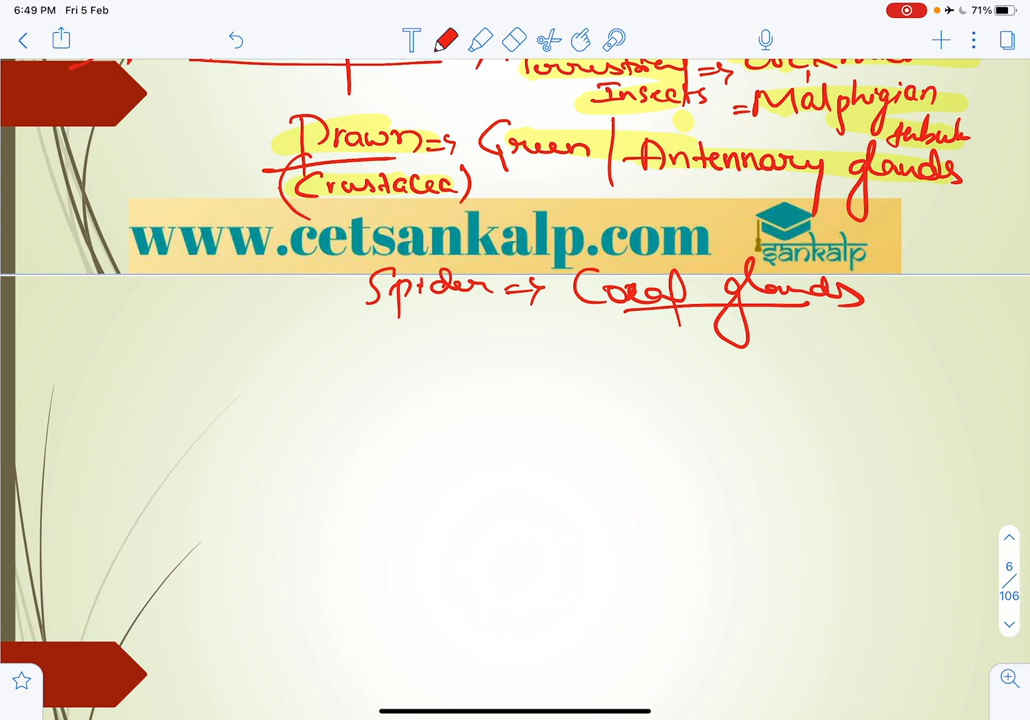 6:49 PM Fri 5 Feb
71%
Terrestrial =>
Insects = Malphigian
tubule
Prawn => Green | Antennary glands
(Crustacea)
www.cetsankalp.com
sankalp
Spider => Coxal glands
6
106